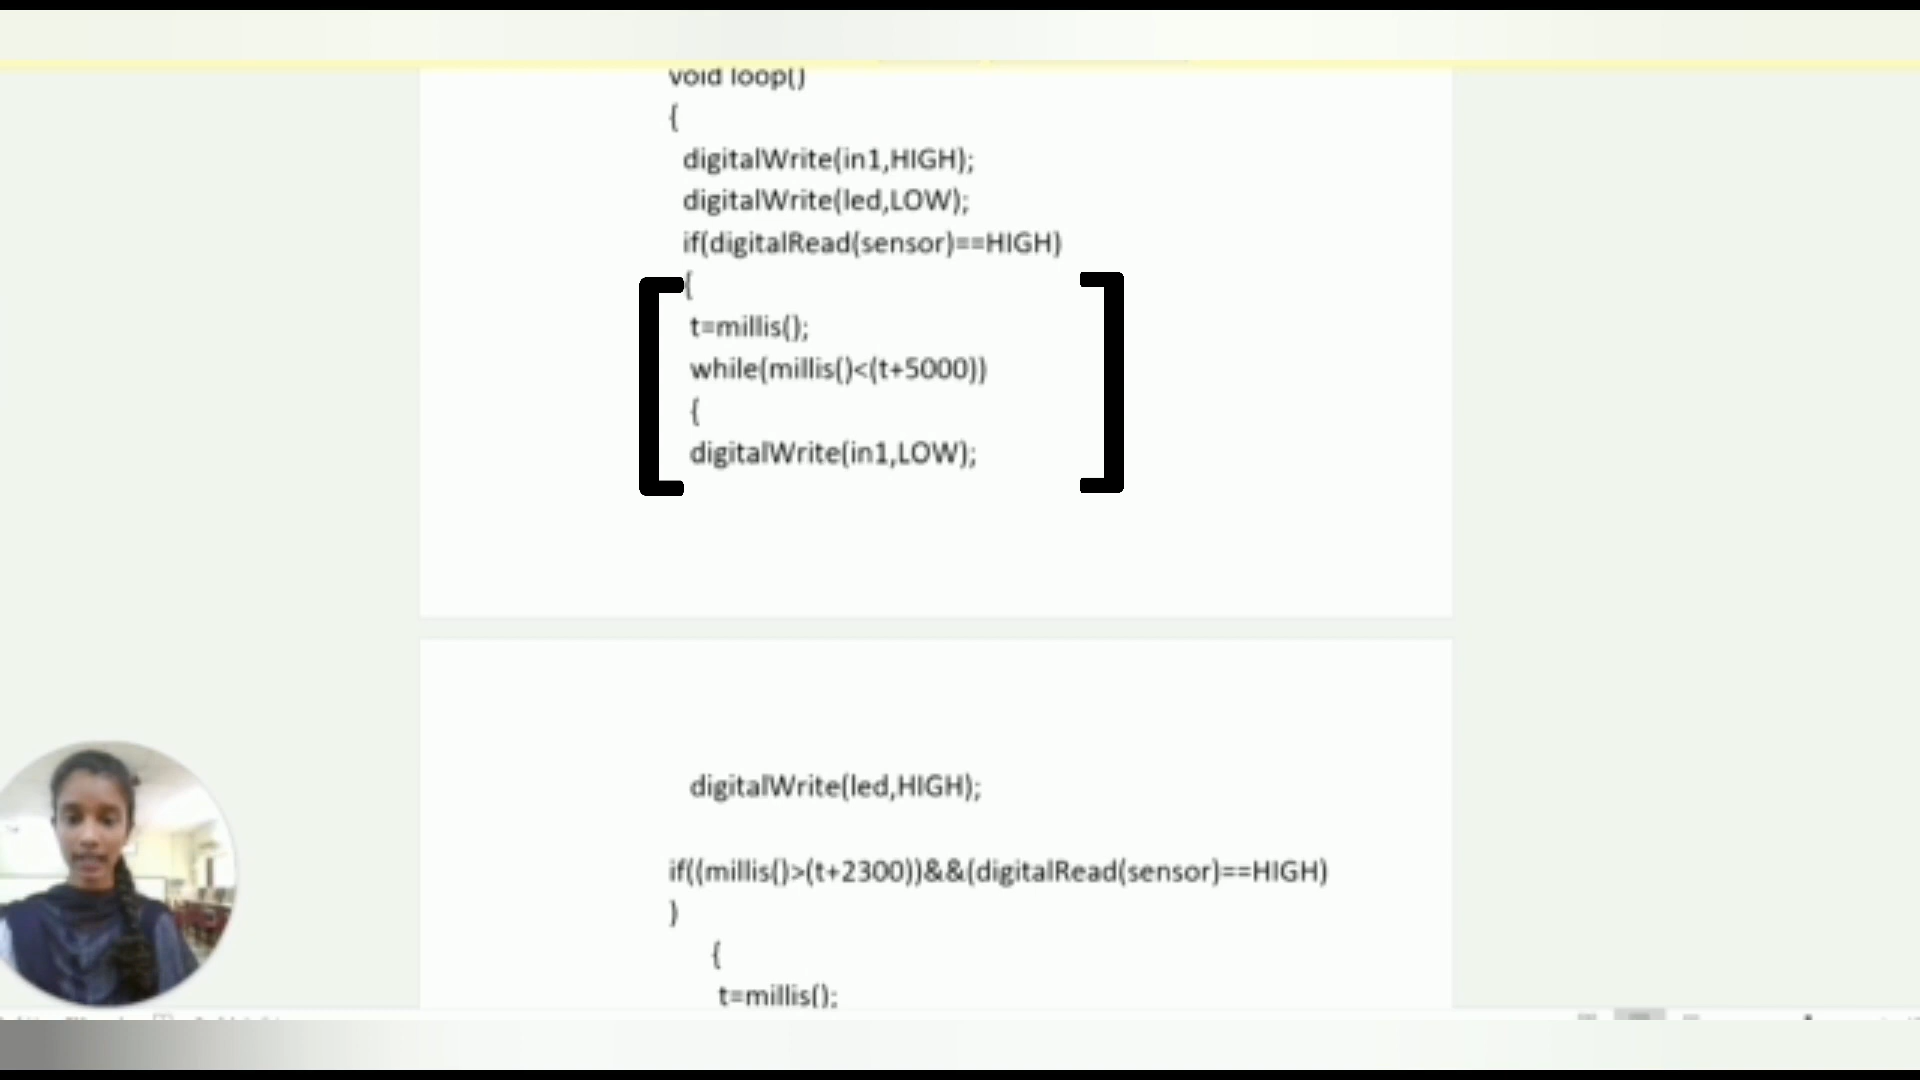 void loop()
{
digitalWrite(in1,HIGH);
digitalWrite(led,LOW);
if(digitalRead(sensor)==HIGH)
{
t=millis();
while(millis()<(t+5000))
{
digitalWrite(in1,LOW);
digitalWrite(led,HIGH);
if((millis()>(t+2300))&&(digitalRead(sensor)==HIGH)
)
{
t=millis();